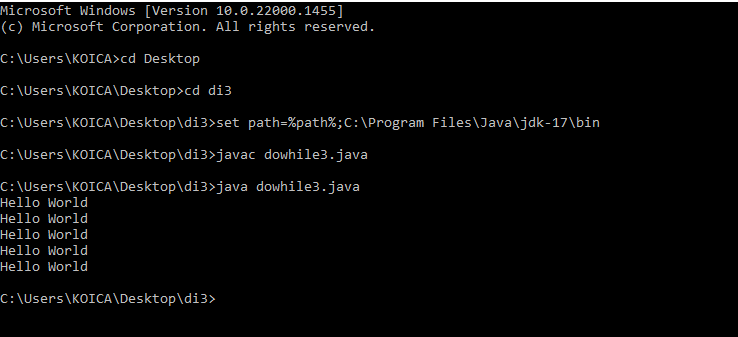 Microsoft Windows [Version 10.0.22000.1455]
(c) Microsoft Corporation. All rights reserved.
C:\Users\KOICA>cd Desktop
C:\Users\KOICA\Desktop>cd di3
C:\Users\KOICA\Desktop\di3>set path=%path%;C:\Program Files\Java\jdk-17\bin
C:\Users\KOICA\Desktop\di3>javac dowhile3.java
C:\Users\KOICA\Desktop\di3>java dowhile3.java
Hello World
Hello World
Hello World
Hello World
Hello World
C:\Users\KOICA\Desktop\di3>